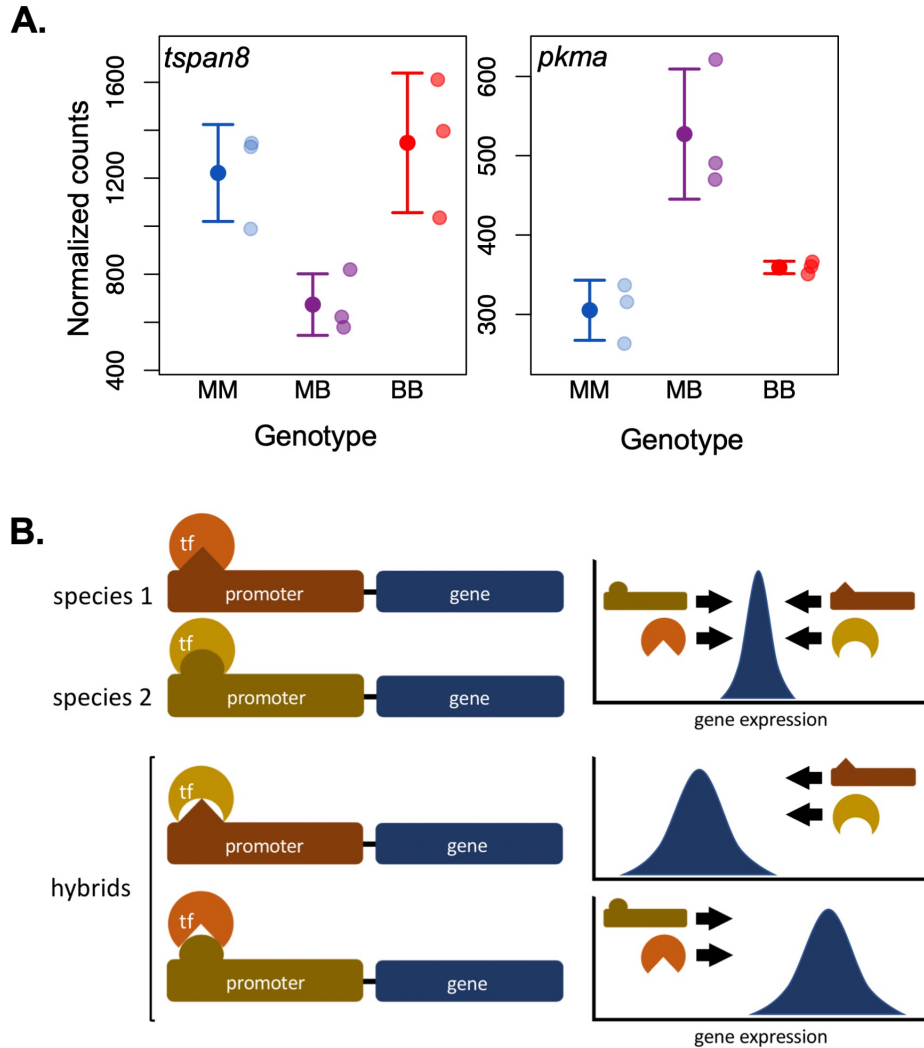 A.
tspan8
pkma
Normalized counts
400
800
1200
1600
300
400
500
600
MM MB BB
MM MB BB
Genotype
Genotype
B.
species 1
tf
promoter
gene
species 2
tf
promoter
gene
gene expression
hybrids
tf
promoter
gene
tf
promoter
gene
gene expression